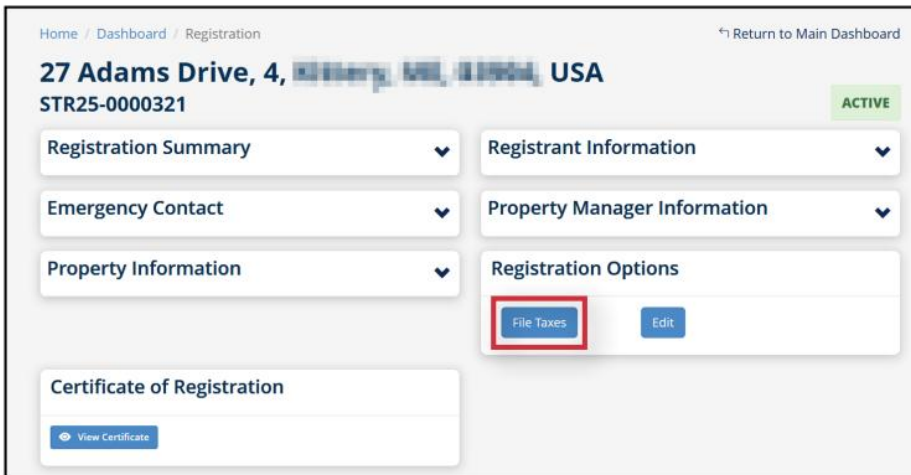 Home / Dashboard / Registration
Return to Main Dashboard
27 Adams Drive, 4, USA
STR25-0000321
ACTIVE
Registration Summary
Registrant Information
Emergency Contact
Property Manager Information
Property Information
Registration Options
File Taxes
Edit
Certificate of Registration
View Certificate